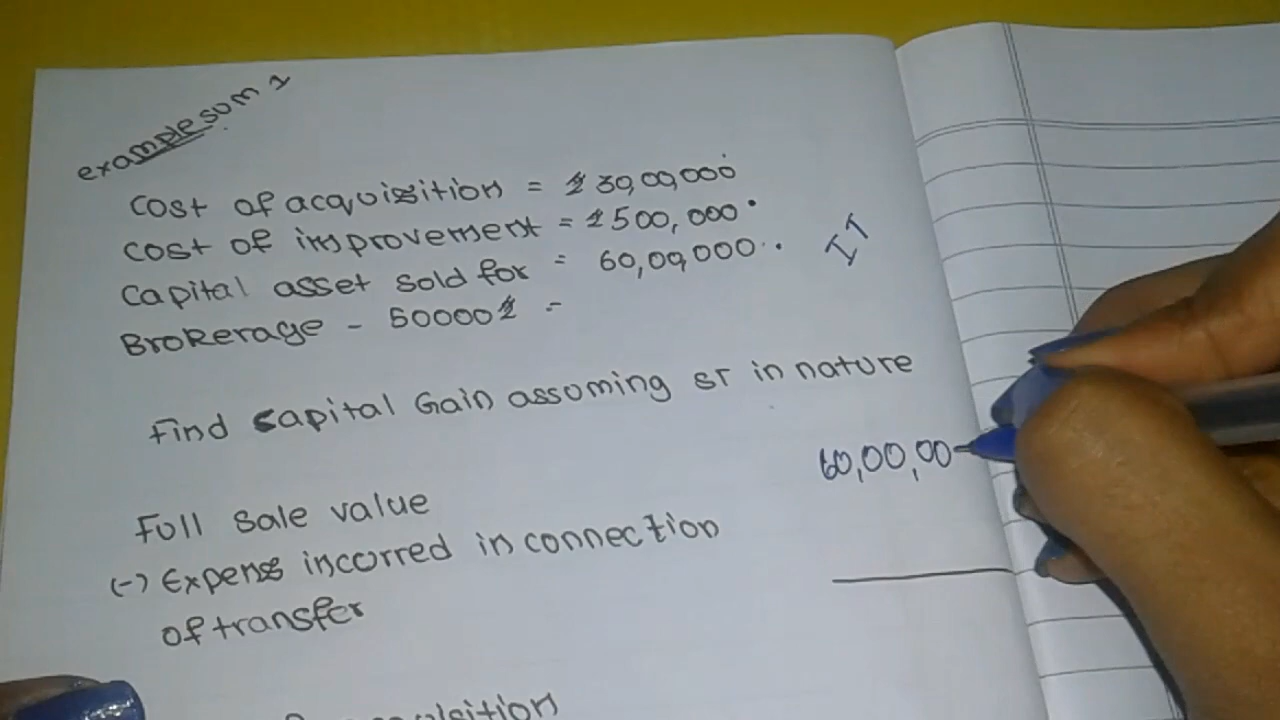 example som 1
Cost of acquisition = ₹ 30,00,000
Cost of improvement = ₹ 500,000
Capital asset sold for = 60,00,000
Brokerage - 50000₹ =
IT
Find Capital Gain assuming ST in nature
Full Sale value 60,00,00
(-) Expense incurred in connection
of transfer